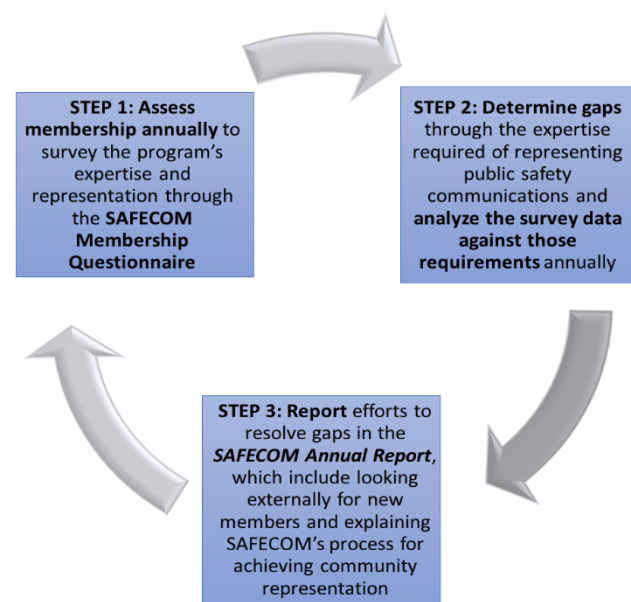 STEP 1: Assess
membership annually to
survey the program's
expertise and
representation through
the SAFECOM
Membership
Questionnaire
STEP 2: Determine gaps
through the expertise
required of representing
public safety
communications and
analyze the survey data
against those
requirements annually
STEP 3: Report efforts to
resolve gaps in the
SAFECOM Annual Report,
which include looking
externally for new
members and explaining
SAFECOM's process for
achieving community
representation